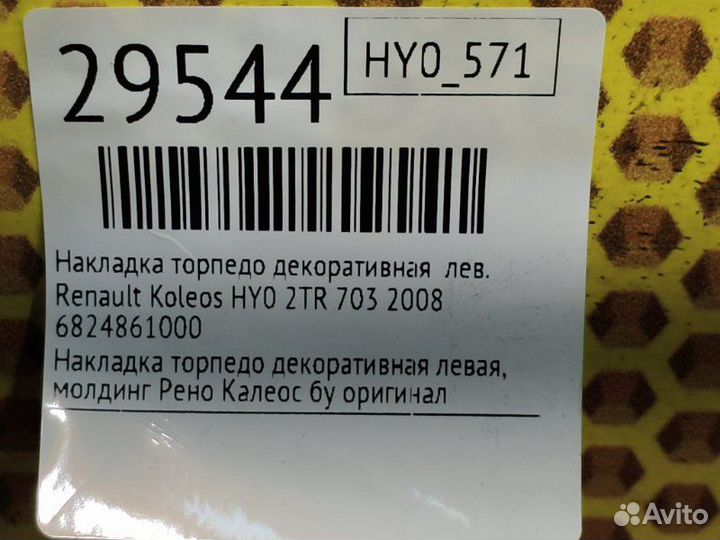 29544
HY0_571
Накладка торпедо декоративная лев.
Renault Koleos HY0 2TR 703 2008
6824861000
Накладка торпедо декоративная левая,
молдинг Рено Калеос бу оригинал
Avito